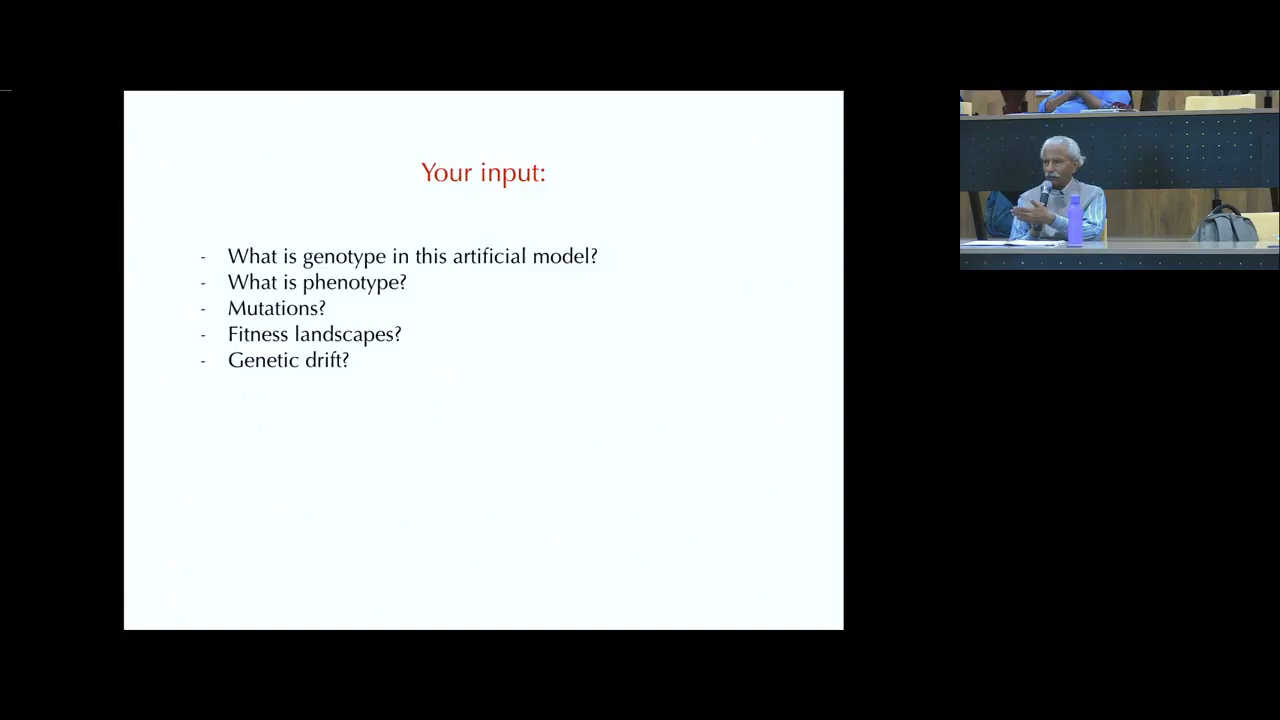 Your input:
- What is genotype in this artificial model?
- What is phenotype?
- Mutations?
- Fitness landscapes?
- Genetic drift?